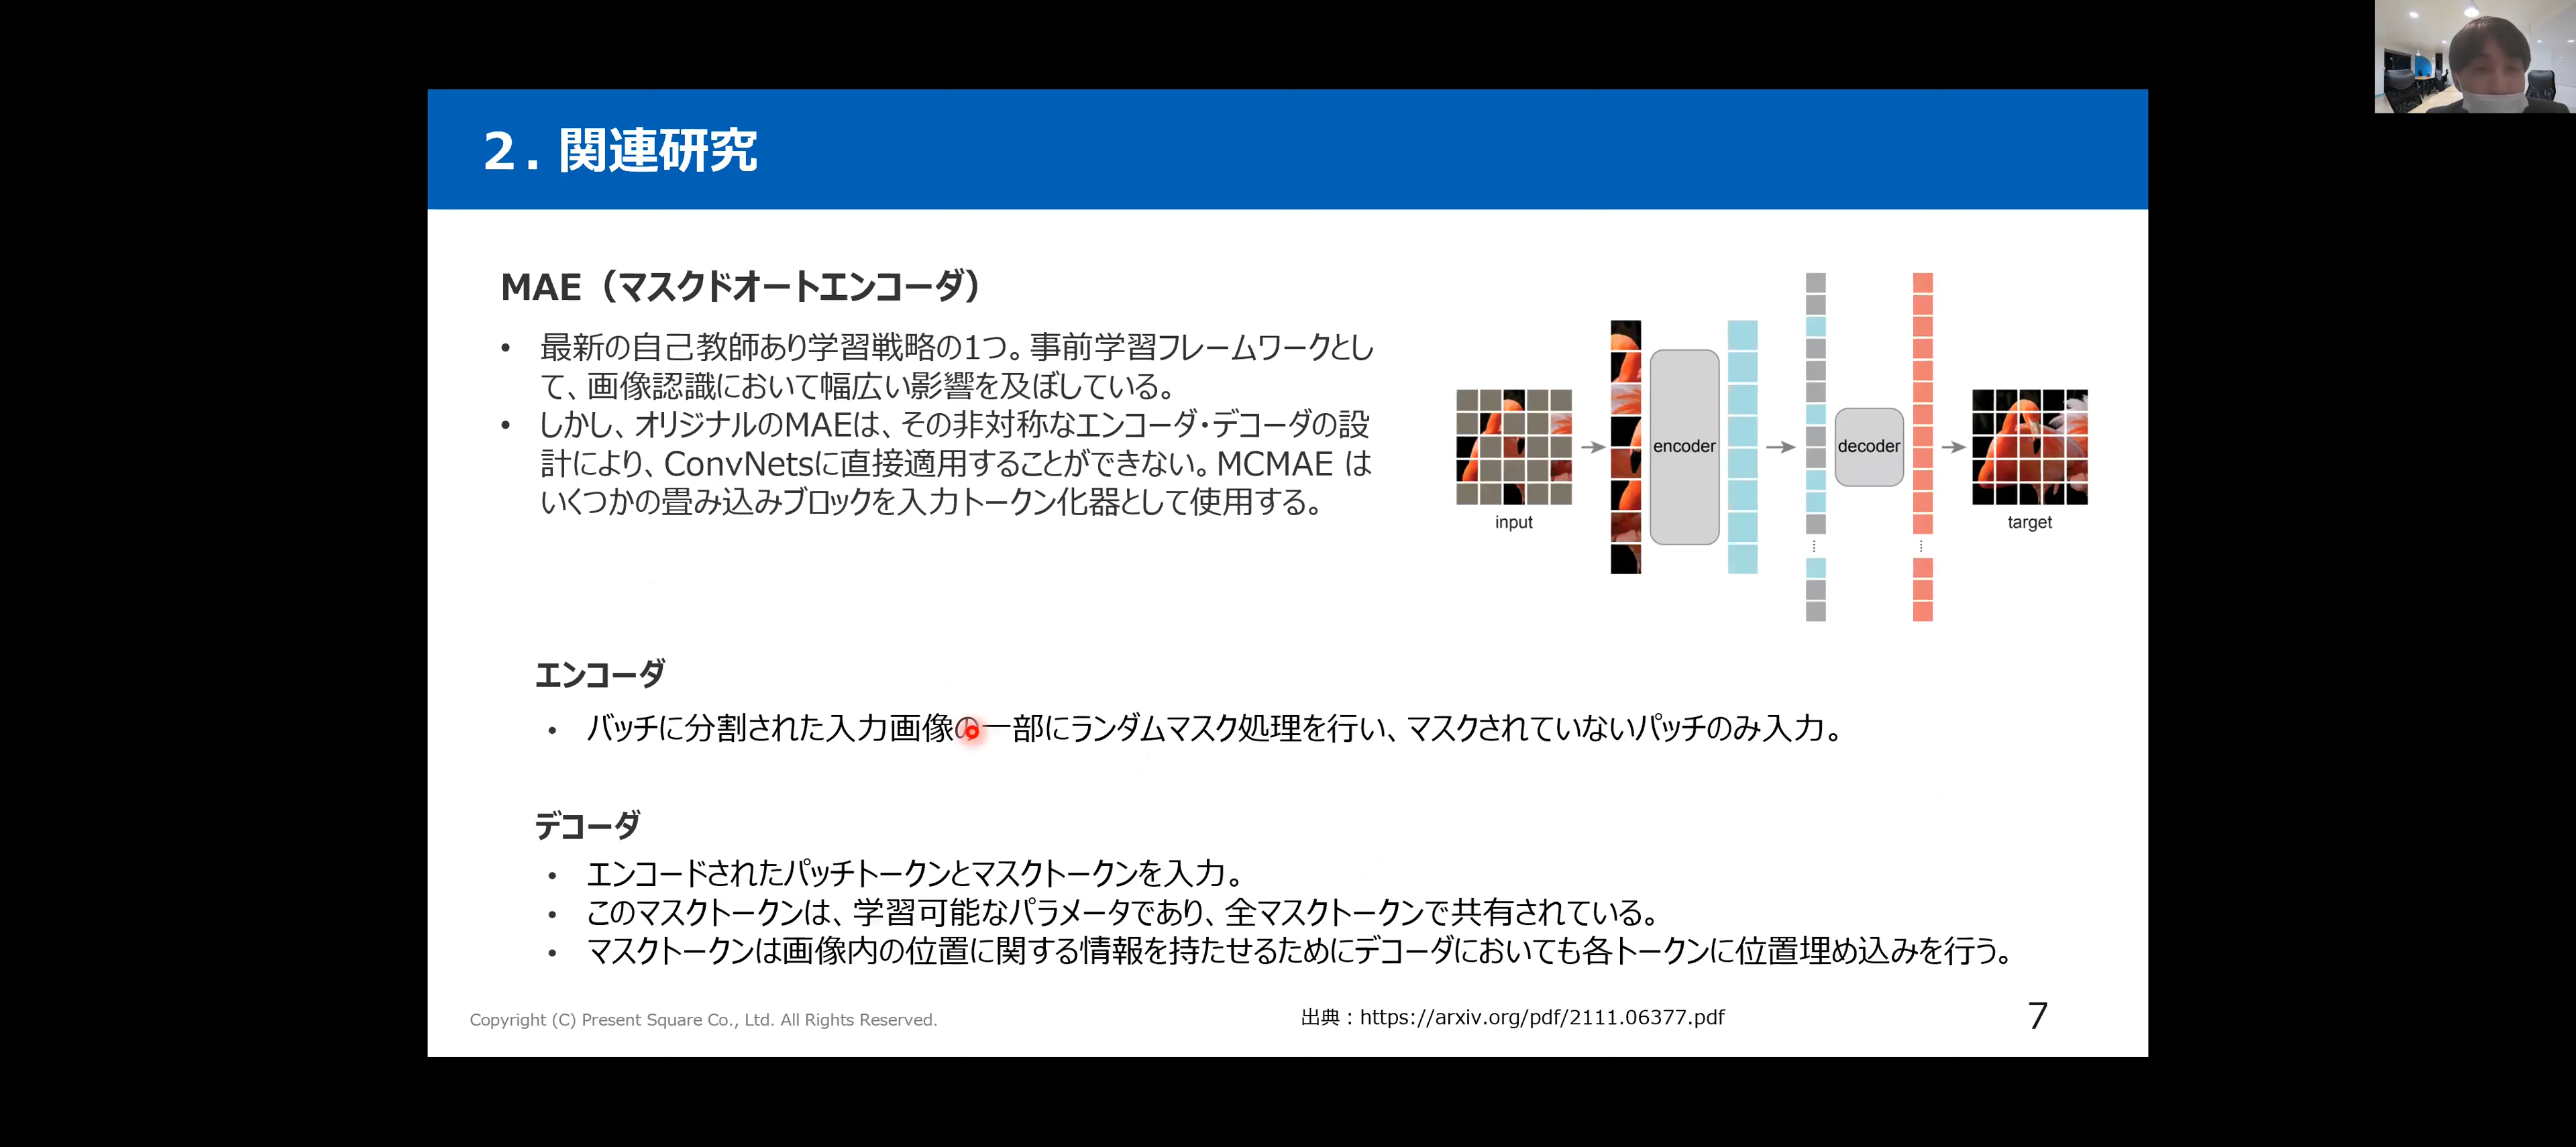 ２. 関連研究
MAE（マスクドオートエンコーダ）
• 最新の自己教師あり学習戦略の1つ。事前学習フレームワークとし
て、画像認識において幅広い影響を及ぼしている。
• しかし、オリジナルのMAEは、その非対称なエンコーダ・デコーダの設
計により、ConvNetsに直接適用することができない。MCMAE は
いくつかの畳み込みブロックを入力トークン化器として使用する。
input
encoder
decoder
target
エンコーダ
• バッチに分割された入力画像の一部にランダムマスク処理を行い、マスクされていないパッチのみ入力。
デコーダ
• エンコードされたパッチトークンとマスクトークンを入力。
• このマスクトークンは、学習可能なパラメータであり、全マスクトークンで共有されている。
• マスクトークンは画像内の位置に関する情報を持たせるためにデコーダにおいても各トークンに位置埋め込みを行う。
Copyright (C) Present Square Co., Ltd. All Rights Reserved.
出典：https://arxiv.org/pdf/2111.06377.pdf
7